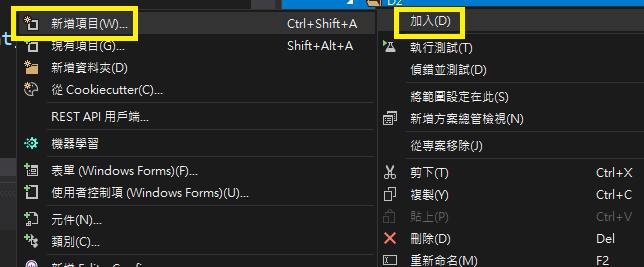 D2
加入(D)
執行測試(T)
偵錯並測試(D)
將範圍設定在此(S)
新增方案總管檢視(N)
從專案移除(J)
剪下(T) Ctrl+X
複製(Y) Ctrl+C
貼上(P) Ctrl+V
刪除(D) Del
重新命名(M) F2
新增項目(W)... Ctrl+Shift+A
現有項目(G)... Shift+Alt+A
新增資料夾(D)
從 Cookiecutter(C)...
REST API 用戶端...
機器學習
表單 (Windows Forms)(F)...
使用者控制項 (Windows Forms)(U)...
元件(N)...
類別(C)...